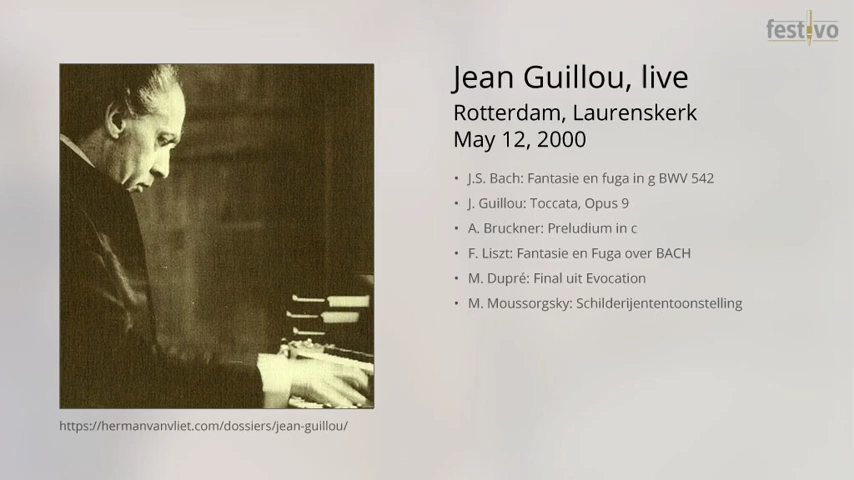 festivo
Jean Guillou, live
Rotterdam, Laurenskerk
May 12, 2000
• J.S. Bach: Fantasie en fuga in g BWV 542
• J. Guillou: Toccata, Opus 9
• A. Bruckner: Preludium in c
• F. Liszt: Fantasie en Fuga over BACH
• M. Dupré: Final uit Evocation
• M. Moussorgsky: Schilderijententoonstelling
https://hermanvanvliet.com/dossiers/jean-guillou/